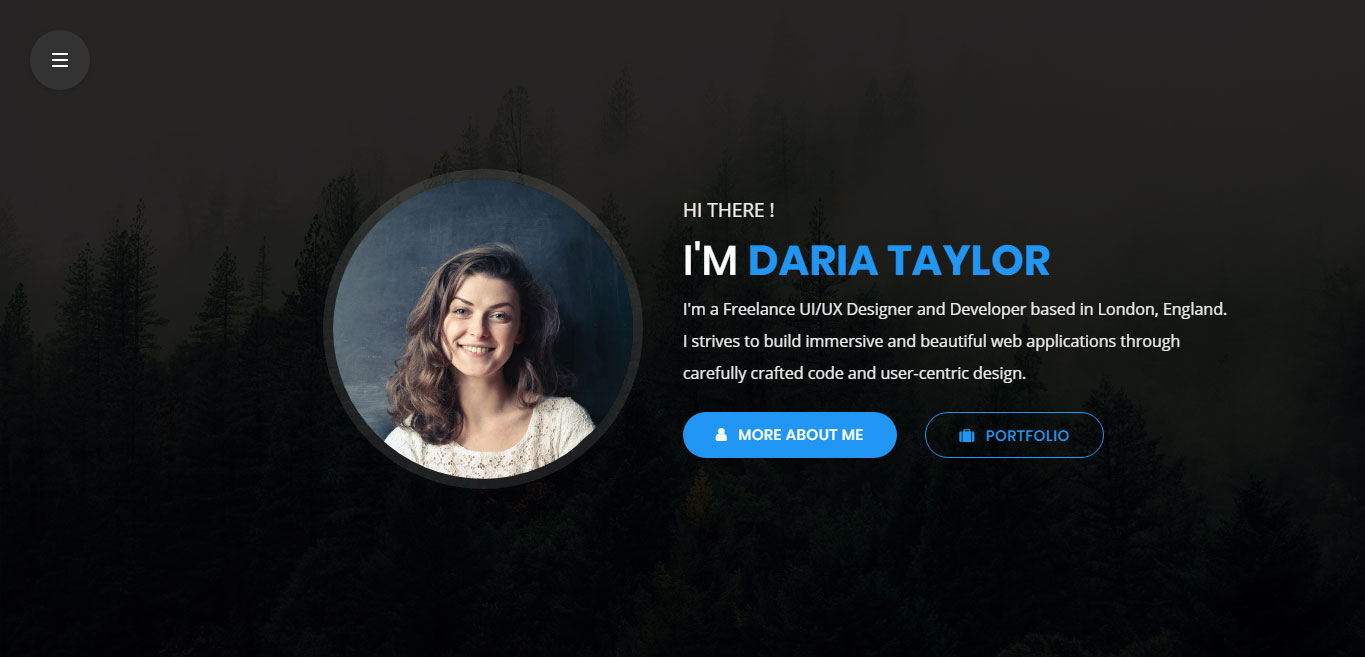 HI THERE !
I'M DARIA TAYLOR
I'm a Freelance UI/UX Designer and Developer based in London, England.
I strives to build immersive and beautiful web applications through
carefully crafted code and user-centric design.
MORE ABOUT ME
PORTFOLIO